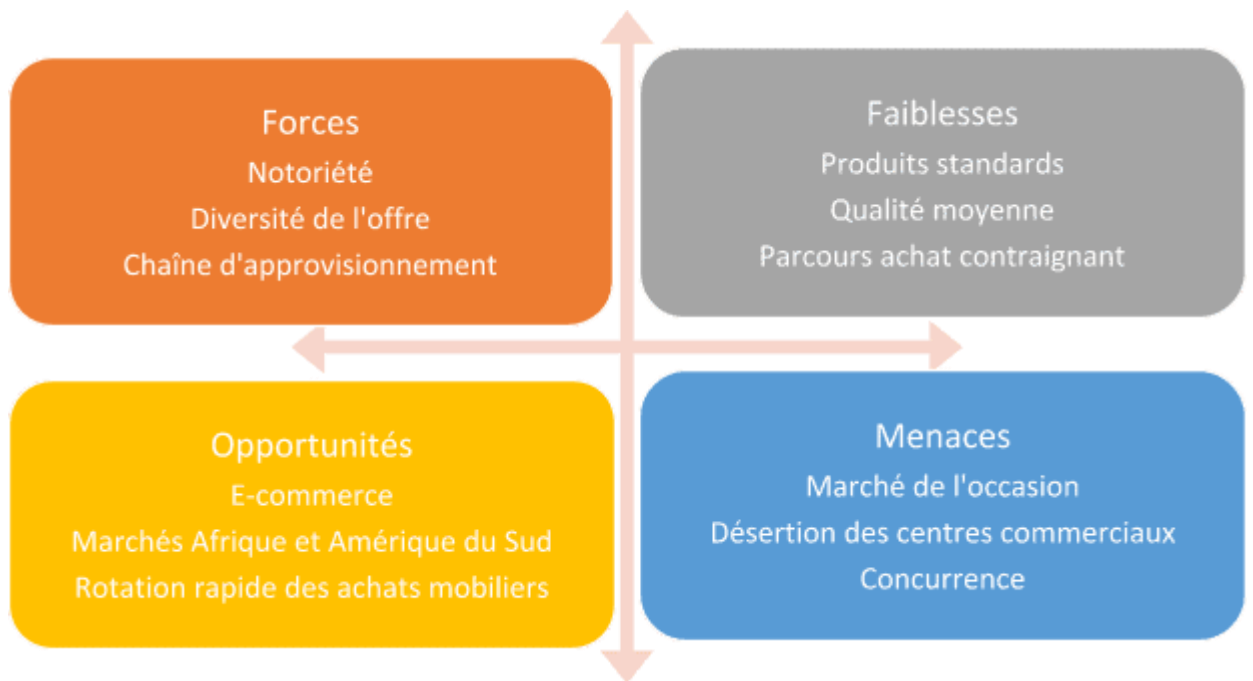 Forces
Notoriété
Diversité de l'offre
Chaîne d'approvisionnement
Faiblesses
Produits standards
Qualité moyenne
Parcours achat contraignant
Opportunités
E-commerce
Marchés Afrique et Amérique du Sud
Rotation rapide des achats mobiliers
Menaces
Marché de l'occasion
Désertion des centres commerciaux
Concurrence